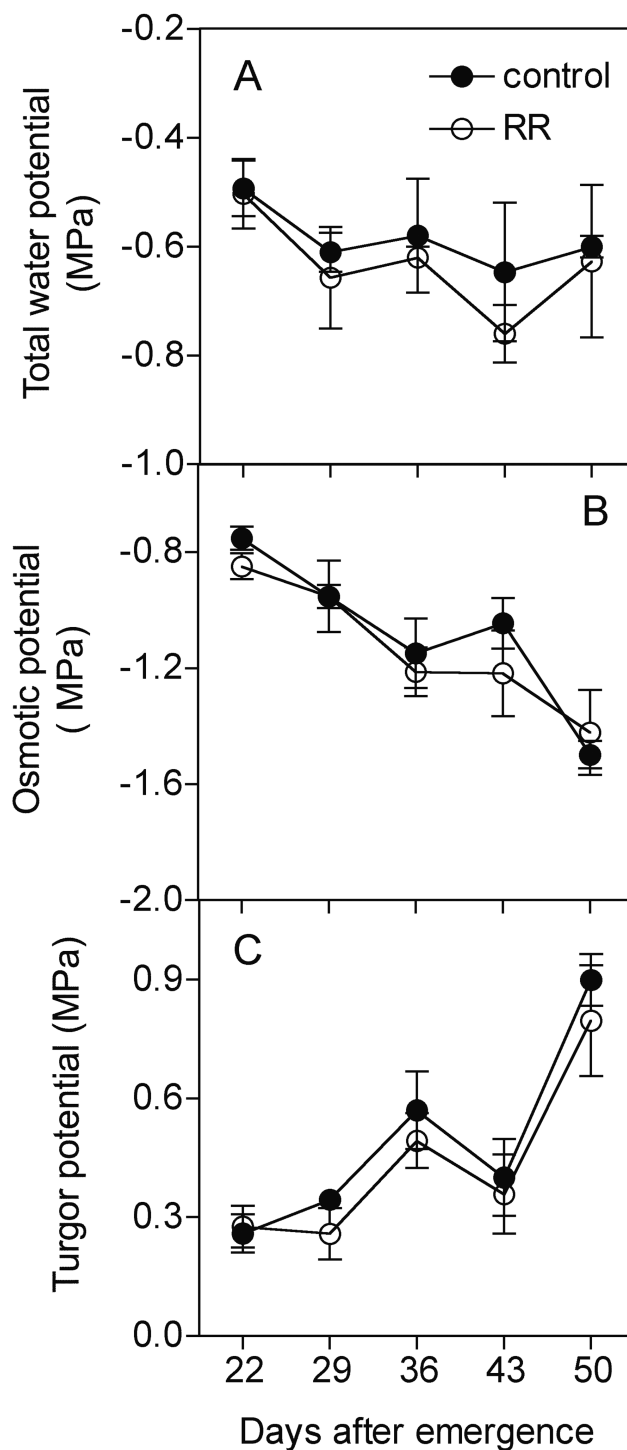 -0.2
A
control
RR
-0.4
-0.6
-0.8
-1.0
Total water potential
(MPa)
B
-0.8
-1.2
-1.6
-2.0
Osmotic potential
( MPa)
C
0.9
0.6
0.3
0.0
Turgor potential (MPa)
22 29 36 43 50
Days after emergence